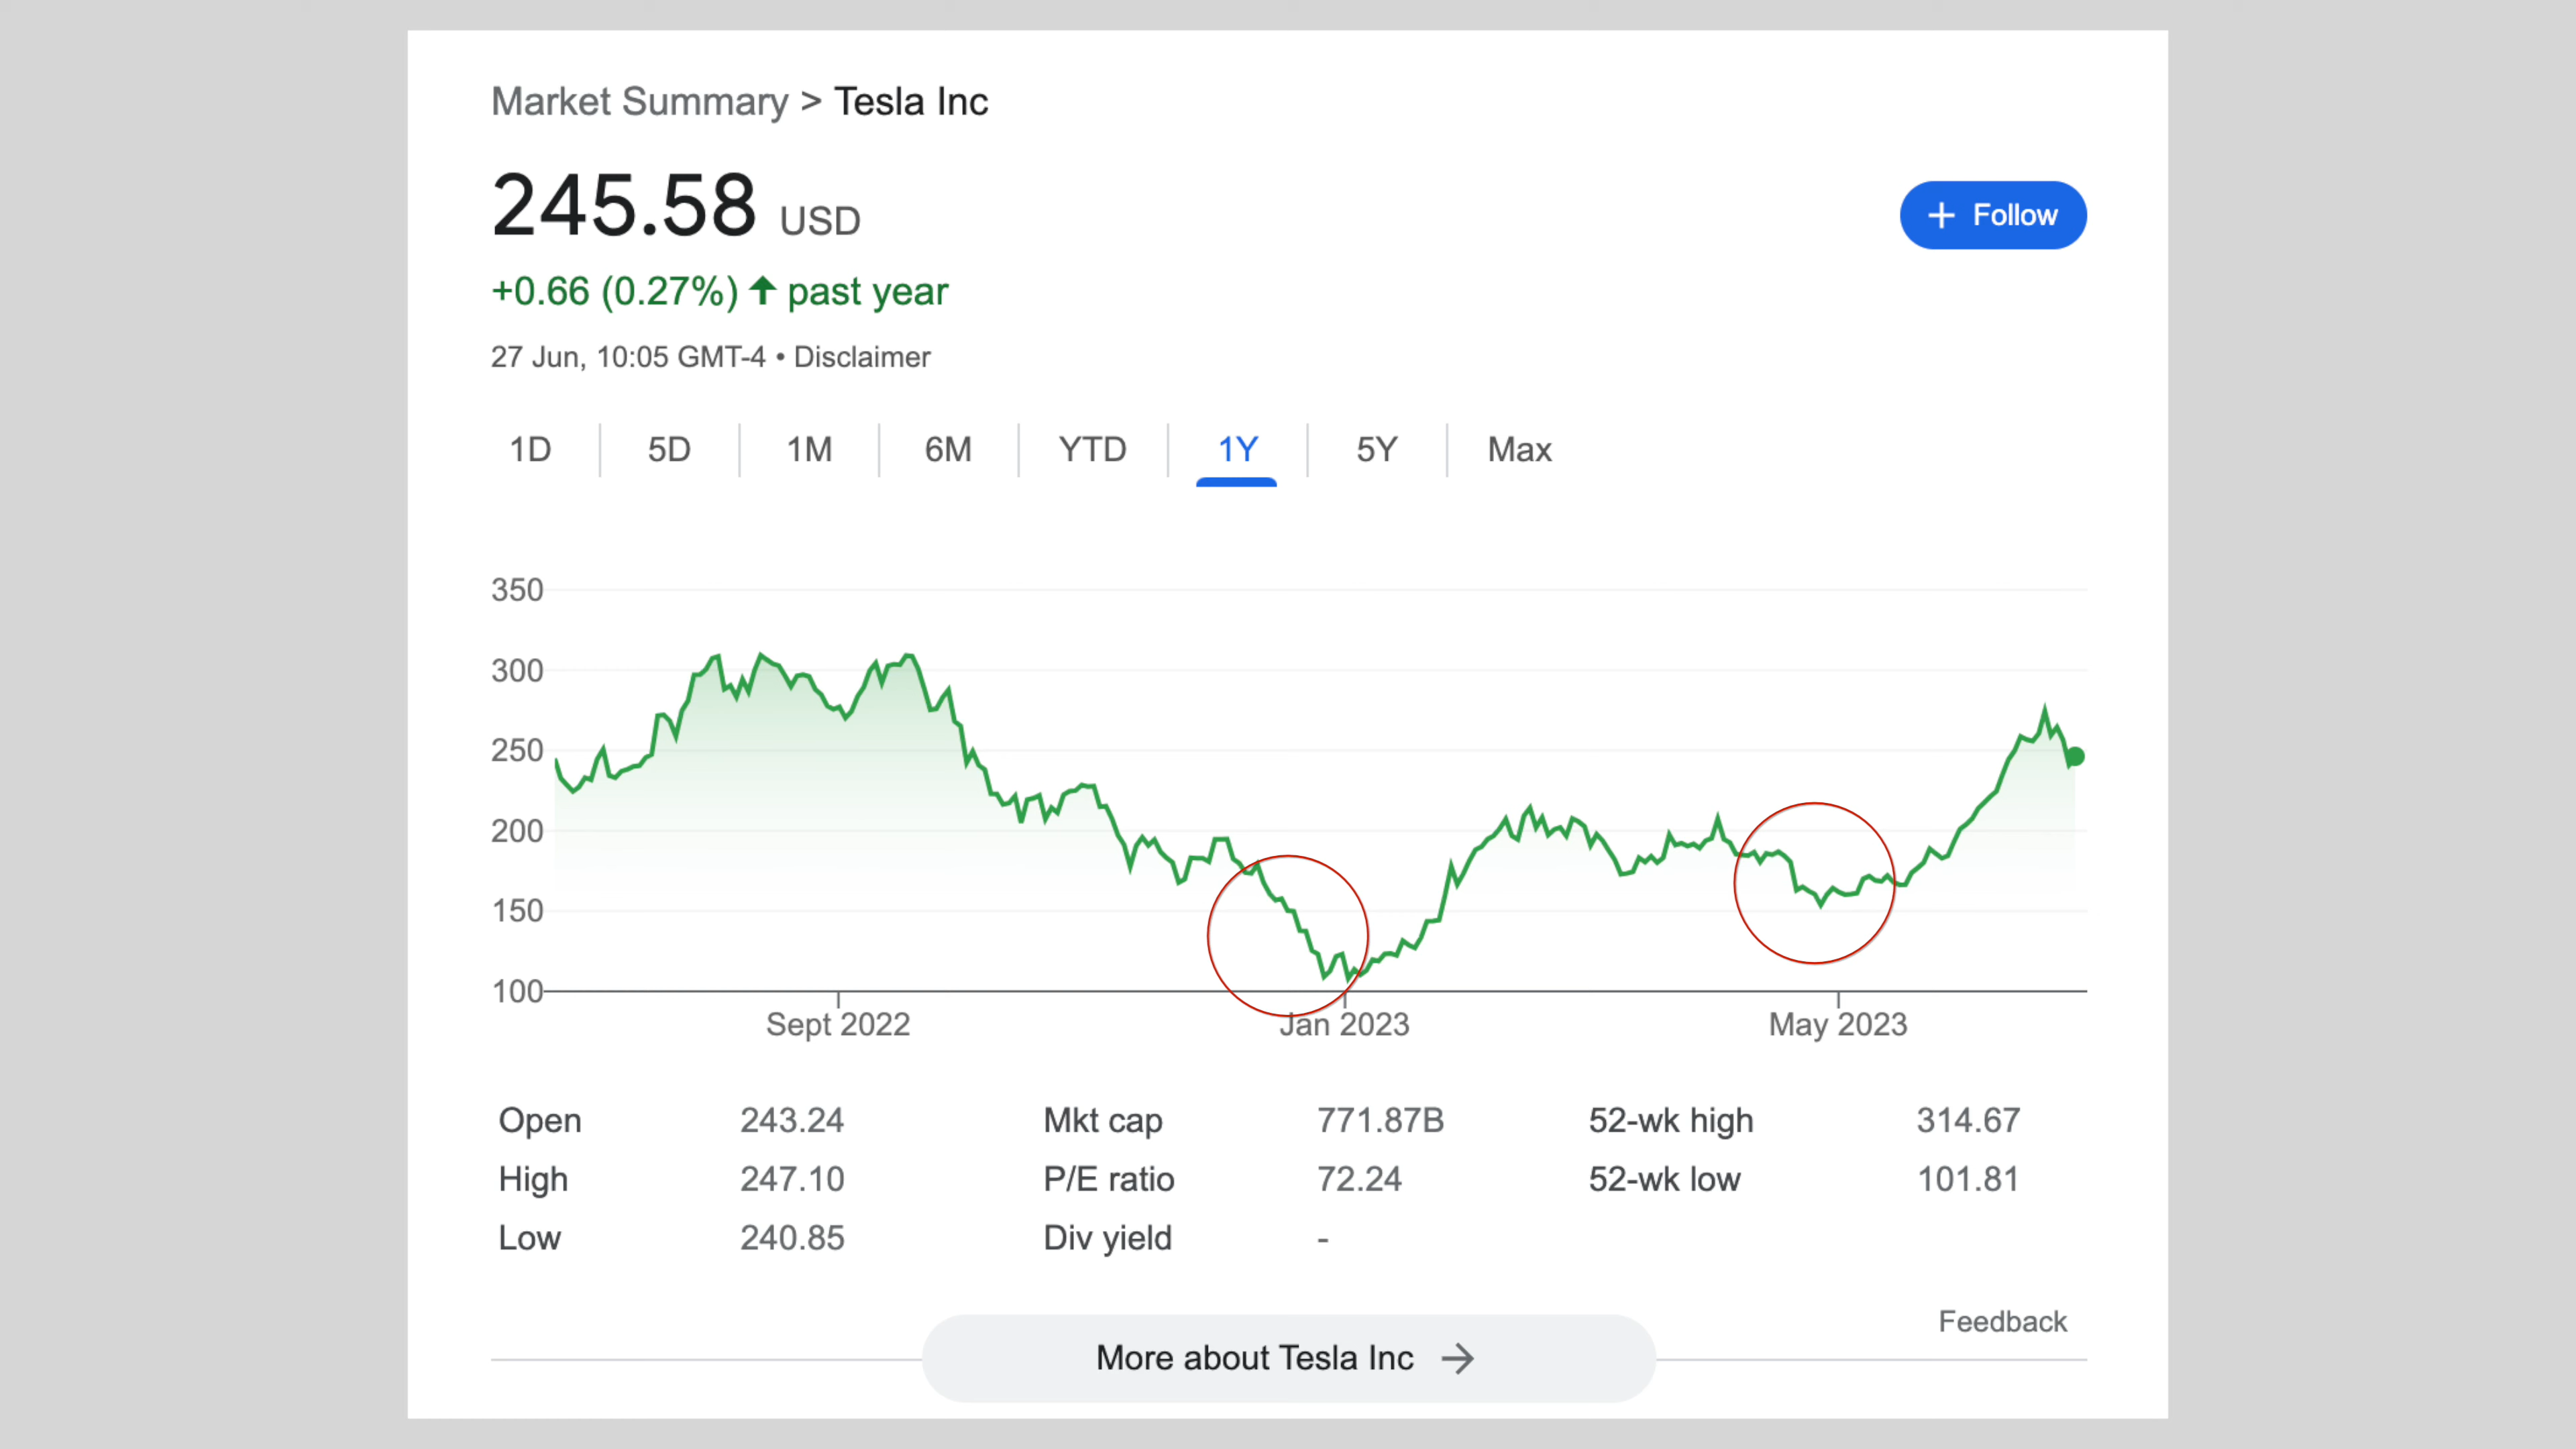 Market Summary > Tesla Inc
245.58 USD
+ Follow
+0.66 (0.27%) ↑ past year
27 Jun, 10:05 GMT-4 • Disclaimer
1D 5D 1M 6M YTD 1Y 5Y Max
350
300
250
200
150
100
Sept 2022 Jan 2023 May 2023
Open 243.24 Mkt cap 771.87B 52-wk high 314.67
High 247.10 P/E ratio 72.24 52-wk low 101.81
Low 240.85 Div yield -
Feedback
More about Tesla Inc →